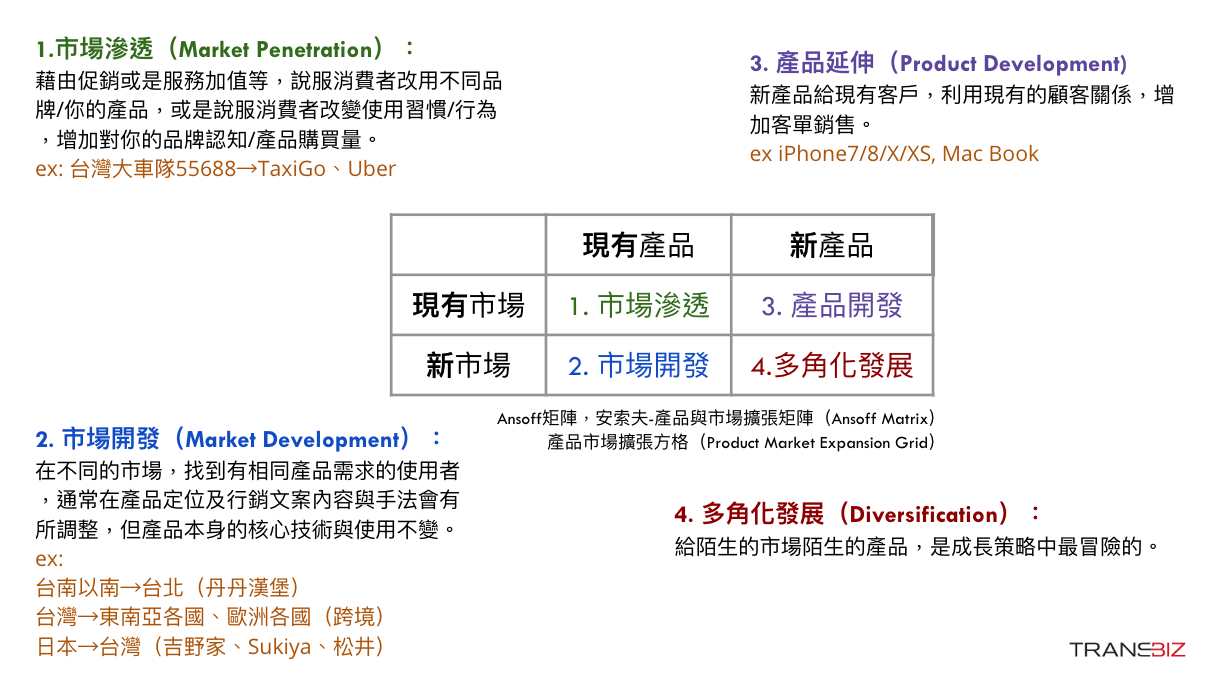 1.市場滲透（Market Penetration）：
藉由促銷或是服務加值等，說服消費者改用不同品
牌/你的產品，或是說服消費者改變使用習慣/行為
，增加對你的品牌認知/產品購買量。
ex: 台灣大車隊55688→TaxiGo、Uber
3. 產品延伸（Product Development)
新產品給現有客戶，利用現有的顧客關係，增
加客單銷售。
ex iPhone7/8/X/XS, Mac Book
現有產品 新產品
現有市場 1. 市場滲透 3. 產品開發
新市場 2. 市場開發 4.多角化發展
Ansoff矩陣，安索夫-產品與市場擴張矩陣（Ansoff Matrix）
產品市場擴張方格（Product Market Expansion Grid）
2. 市場開發（Market Development）：
在不同的市場，找到有相同產品需求的使用者
，通常在產品定位及行銷文案內容與手法會有
所調整，但產品本身的核心技術與使用不變。
ex:
台南以南→台北（丹丹漢堡）
台灣→東南亞各國、歐洲各國（跨境）
日本→台灣（吉野家、Sukiya、松井）
4. 多角化發展（Diversification）：
給陌生的市場陌生的產品，是成長策略中最冒險的。
TRANSBIZ